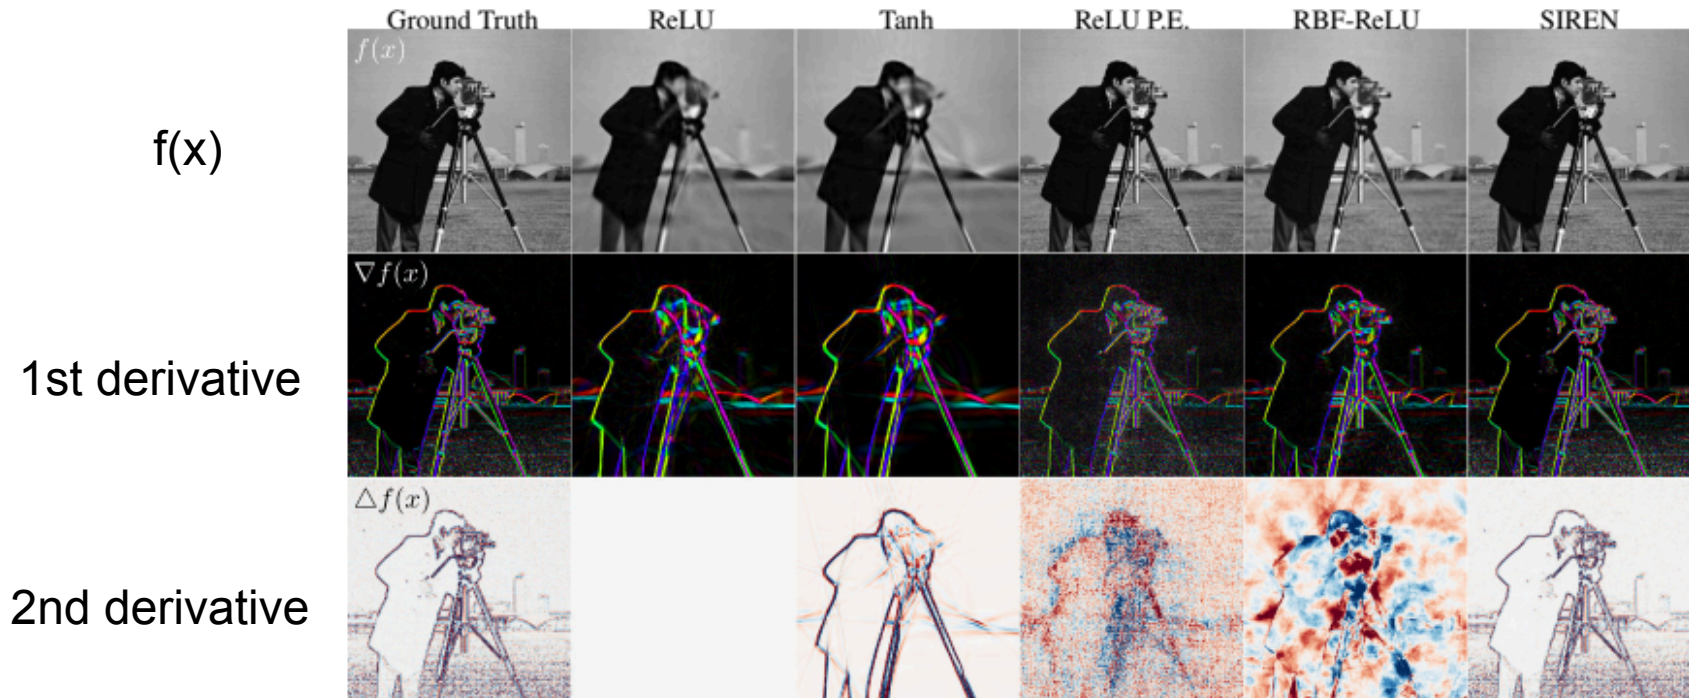 Ground Truth ReLU Tanh ReLU P.E. RBF-ReLU SIREN
f(x)
f(x)
∇f(x)
1st derivative
△f(x)
2nd derivative